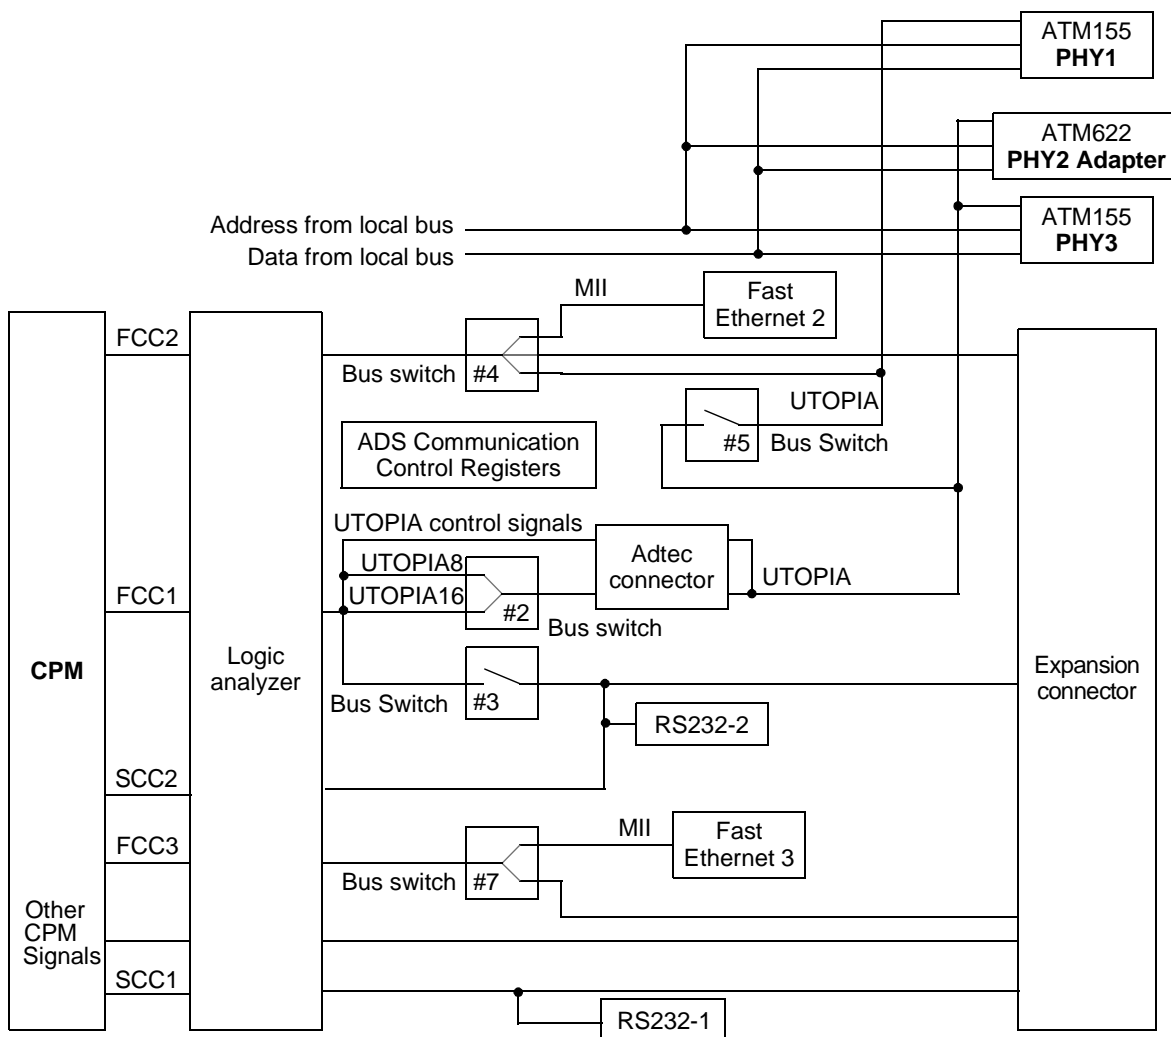 ATM155
PHY1
ATM622
PHY2 Adapter
ATM155
PHY3
Address from local bus
Data from local bus
MII
Fast
Ethernet 2
FCC2
Bus switch
#4
UTOPIA
#5
Bus Switch
ADS Communication
Control Registers
UTOPIA control signals
UTOPIA8
UTOPIA16
#2
Bus switch
Adtec
connector
UTOPIA
FCC1
CPM
Logic
analyzer
Bus Switch
#3
RS232-2
Expansion
connector
SCC2
FCC3
MII
Fast
Ethernet 3
Bus switch
#7
Other
CPM
Signals
SCC1
RS232-1